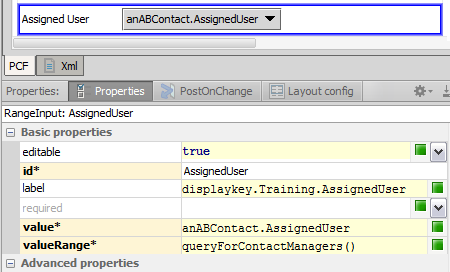 Assigned User anABContact.AssignedUser
PCF Xml
Properties: Properties PostOnChange Layout config
RangeInput: AssignedUser
Basic properties
editable true
id* AssignedUser
label displaykey.Training.AssignedUser
required
value* anABContact.AssignedUser
valueRange* queryForContactManagers()
Advanced properties